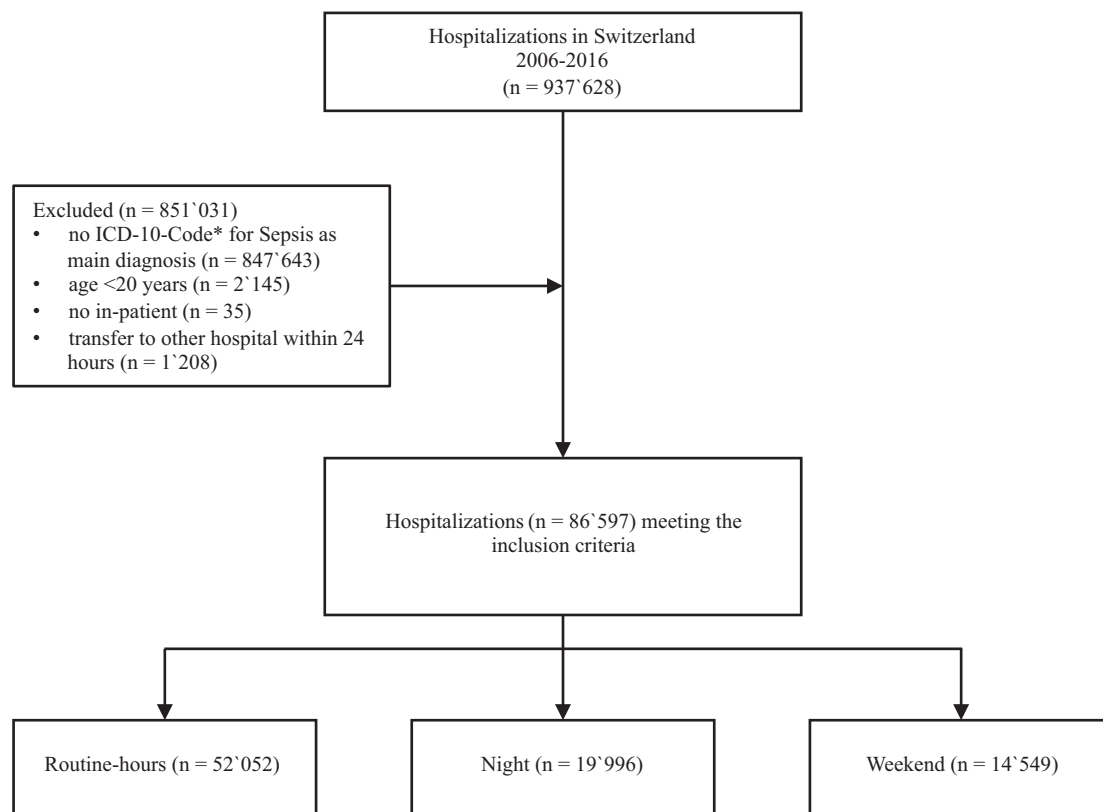 Hospitalizations in Switzerland
2006-2016
(n = 937`628)
Excluded (n = 851`031)
• no ICD-10-Code* for Sepsis as
main diagnosis (n = 847`643)
• age <20 years (n = 2`145)
• no in-patient (n = 35)
• transfer to other hospital within 24
hours (n = 1`208)
Hospitalizations (n = 86`597) meeting the
inclusion criteria
Routine-hours (n = 52`052)
Night (n = 19`996)
Weekend (n = 14`549)